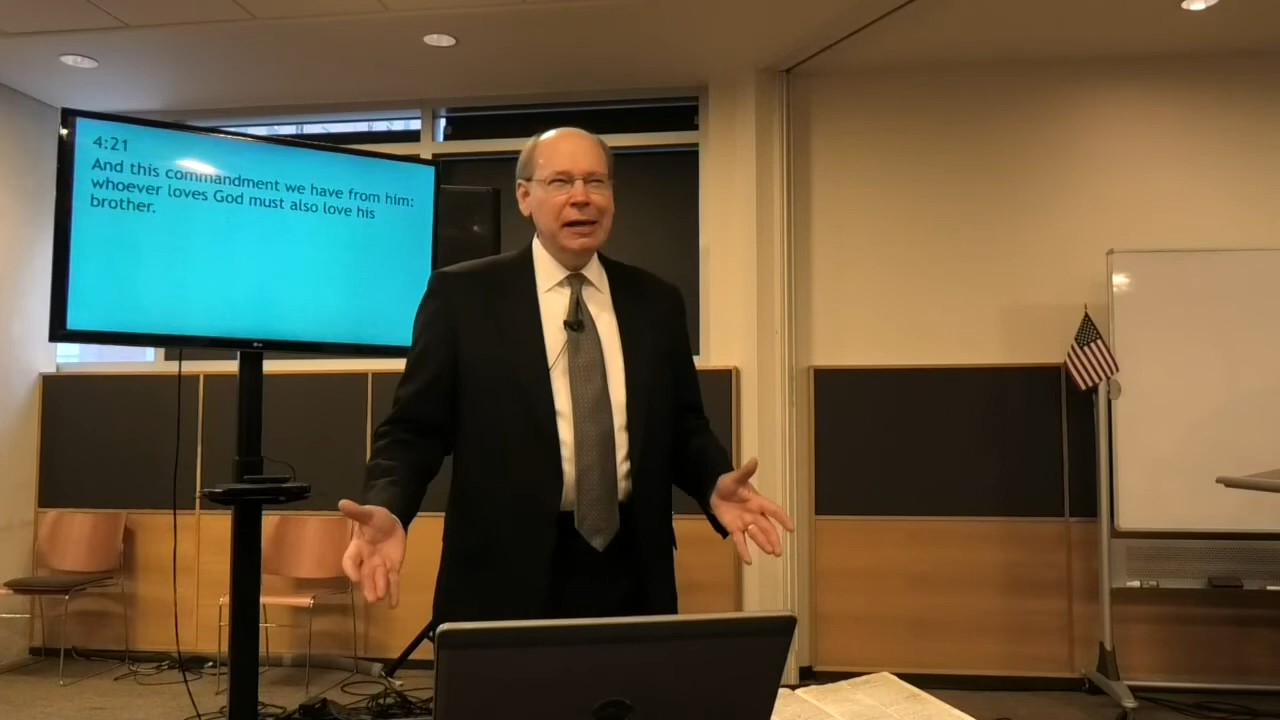 4:21
And this commandment we have from him:
whoever loves God must also love his
brother.